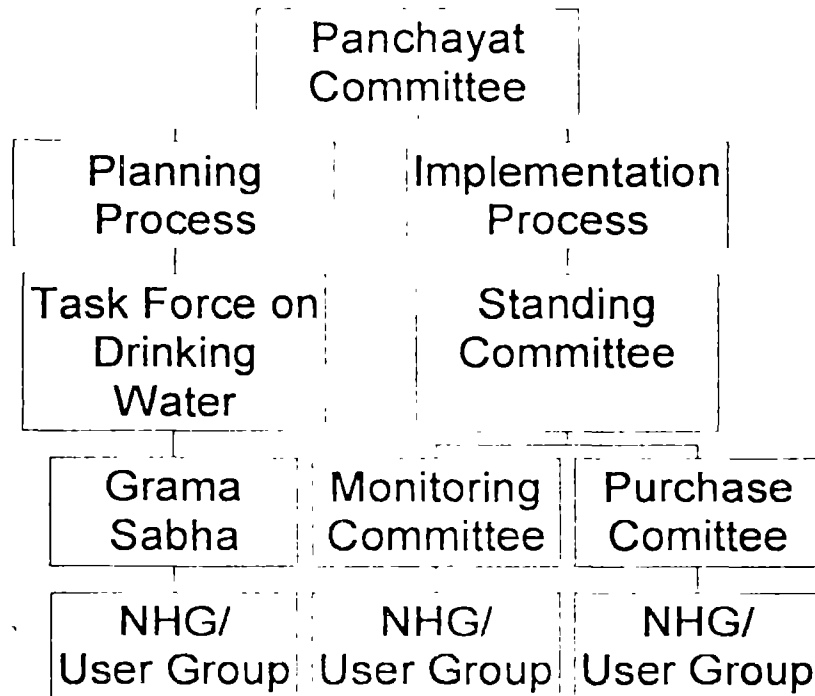 Panchayat
Committee
Planning
Process
Implementation
Process
Task Force on
Drinking
Water
Standing
Committee
Grama
Sabha
Monitoring
Committee
Purchase
Comittee
NHG/
User Group
NHG/
User Group
NHG/
User Group